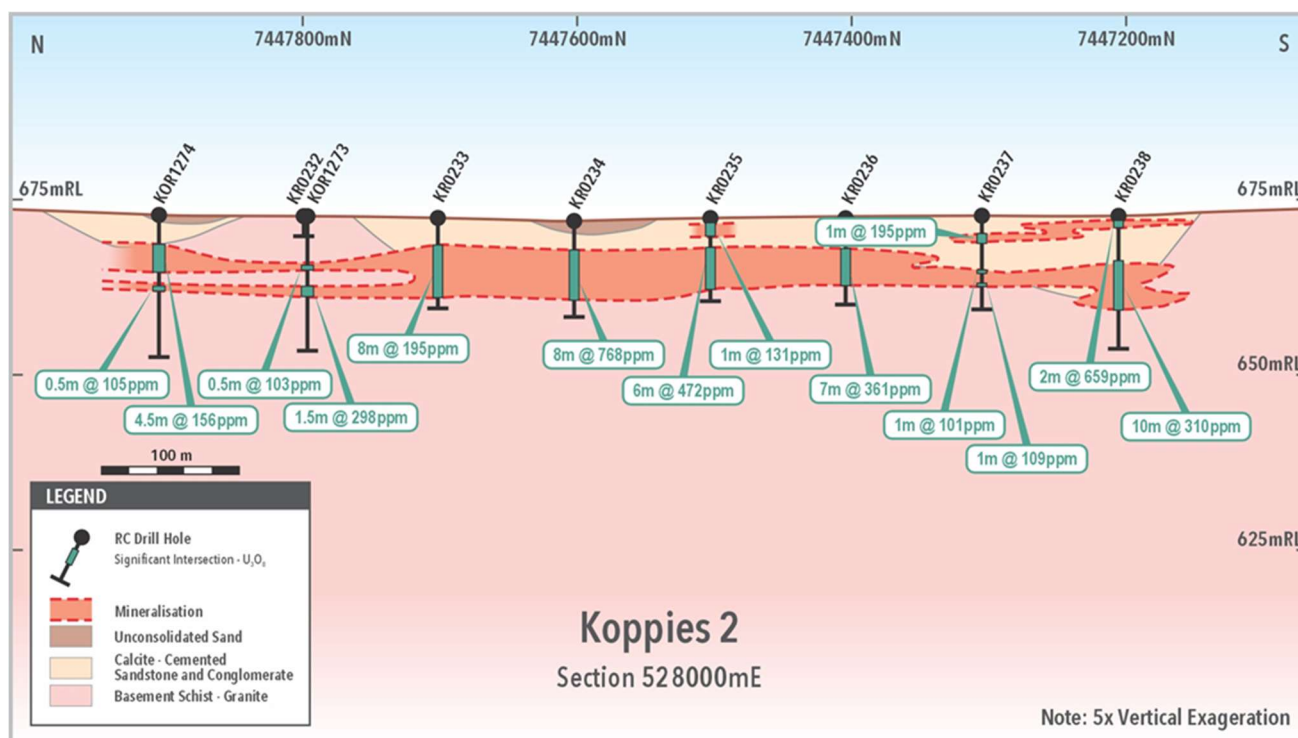 N
7447800mN
7447600mN
7447400mN
7447200mN
S
675mRL
KOR1274
KR0232
KOR1273
KR0233
KR0234
KR0235
KR0236
KR0237
KR0238
675mRL
1m @ 195ppm
8m @ 195ppm
8m @ 768ppm
1m @ 131ppm
0.5m @ 105ppm
0.5m @ 103ppm
6m @ 472ppm
7m @ 361ppm
2m @ 659ppm
650mRL
4.5m @ 156ppm
1.5m @ 298ppm
1m @ 101ppm
10m @ 310ppm
1m @ 109ppm
100 m
LEGEND
RC Drill Hole
Significant Intersection - U₃O₈
Mineralisation
Unconsolidated Sand
Calcite - Cemented
Sandstone and Conglomerate
Basement Schist - Granite
625mRL
Koppies 2
Section 528000mE
Note: 5x Vertical Exageration